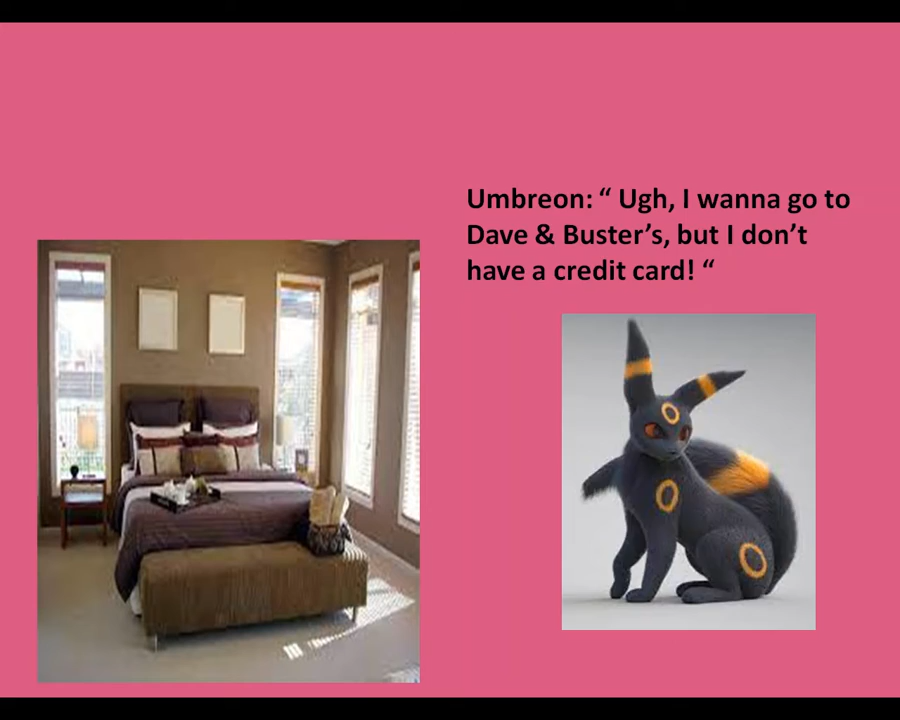 Umbreon: “ Ugh, I wanna go to
Dave & Buster’s, but I don’t
have a credit card! “